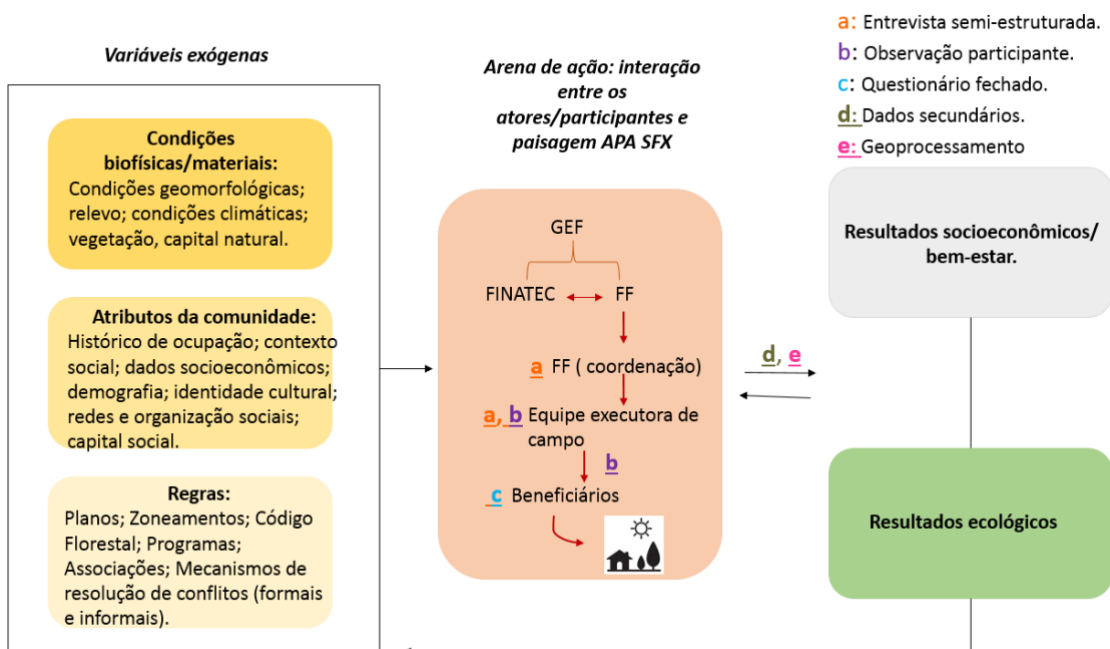 Variáveis exógenas
Condições
biofísicas/materiais:
Condições geomorfológicas;
relevo; condições climáticas;
vegetação, capital natural.
Atributos da comunidade:
Histórico de ocupação; contexto
social; dados socioeconômicos;
demografia; identidade cultural;
redes e organização sociais;
capital social.
Regras:
Planos; Zoneamentos; Código
Florestal; Programas;
Associações; Mecanismos de
resolução de conflitos (formais
e informais).
Arena de ação: interação
entre os
atores/participantes e
paisagem APA SFX
GEF
FINATEC
FF
a FF ( coordenação)
a, b Equipe executora de
campo
b
c Beneficiários
d, e
a: Entrevista semi-estruturada.
b: Observação participante.
c: Questionário fechado.
d: Dados secundários.
e: Geoprocessamento
Resultados socioeconômicos/
bem-estar.
Resultados ecológicos